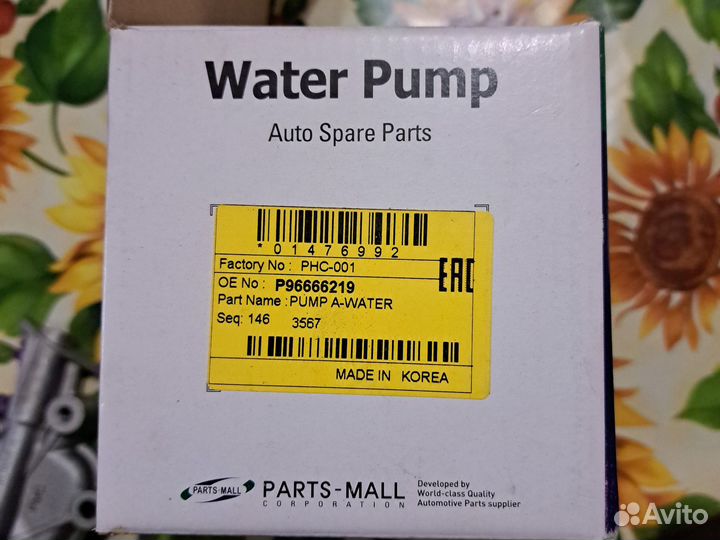 Water Pump
Auto Spare Parts
*01476992
Factory No : PHC-001
EAC
OE No : P96666219
Part Name :PUMP A-WATER
Seq: 146 3567
MADE IN KOREA
PARTS-MALL
PARTS-MALL
CORPORATION
Developed by
World-class Quality
Automotive Parts supplier
Avito